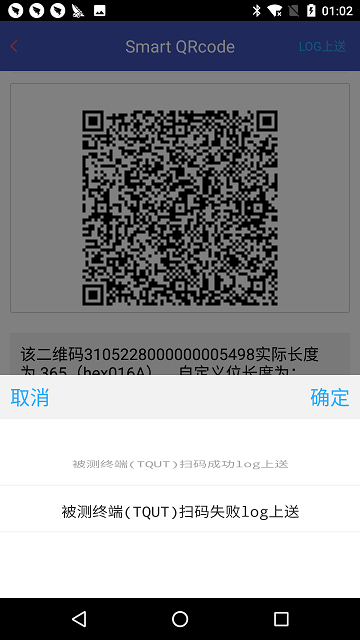 01:02
Smart QRcode
LOG上送
该二维码3105228000000005498实际长度
为 365（hex016A），自定义位长度为：
取消
确定
被测终端(TQUT)扫码成功log上送
被测终端(TQUT)扫码失败log上送